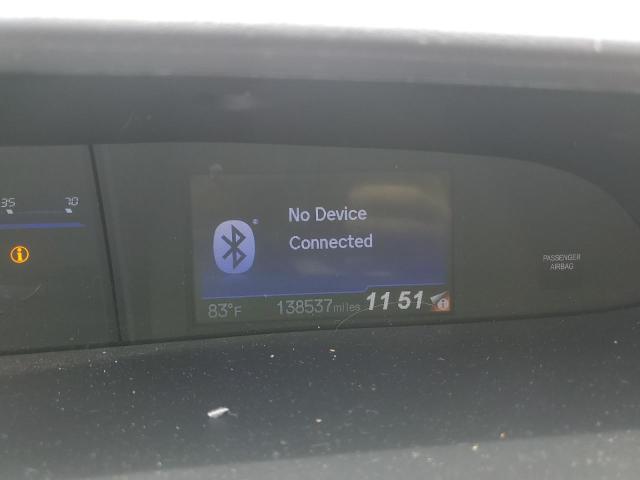 35 70
No Device
Connected
PASSENGER
AIRBAG
83°F 138537 miles 11 51